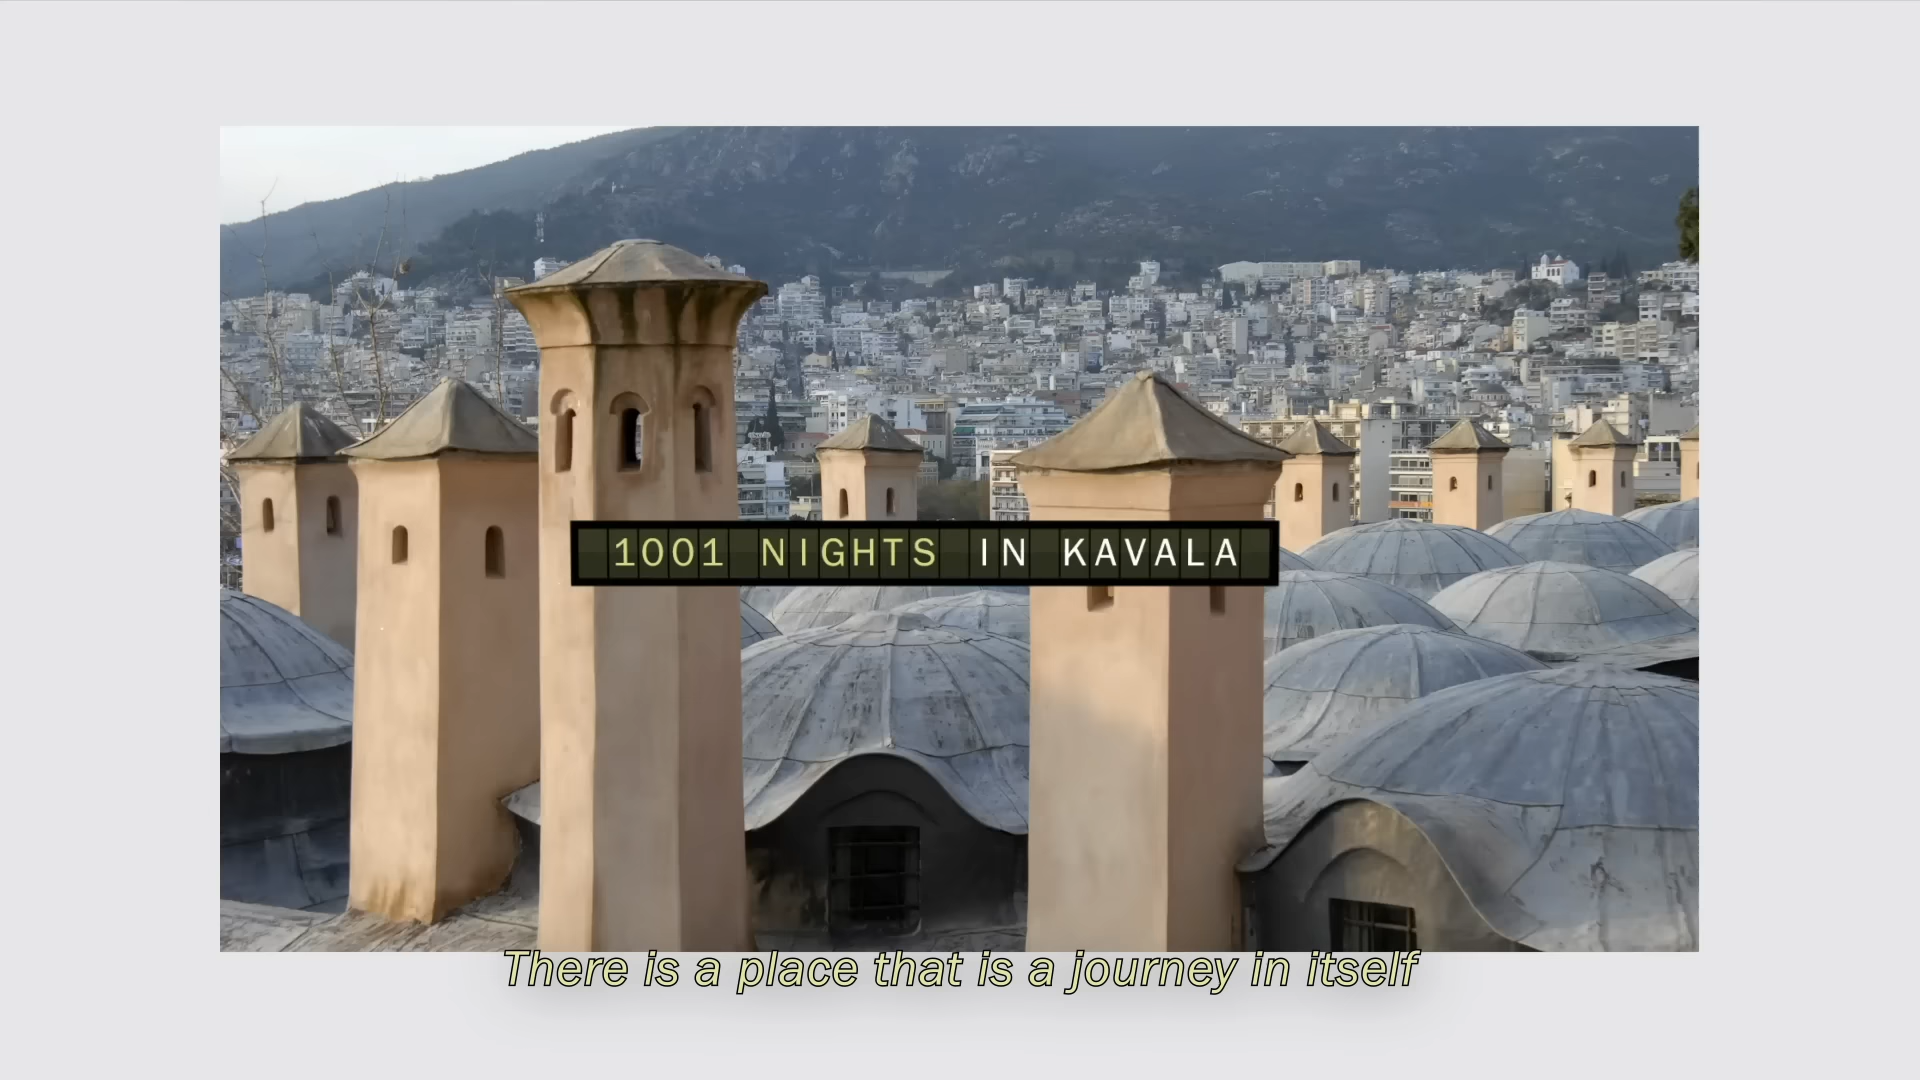 1001 NIGHTS IN KAVALA
There is a place that is a journey in itself